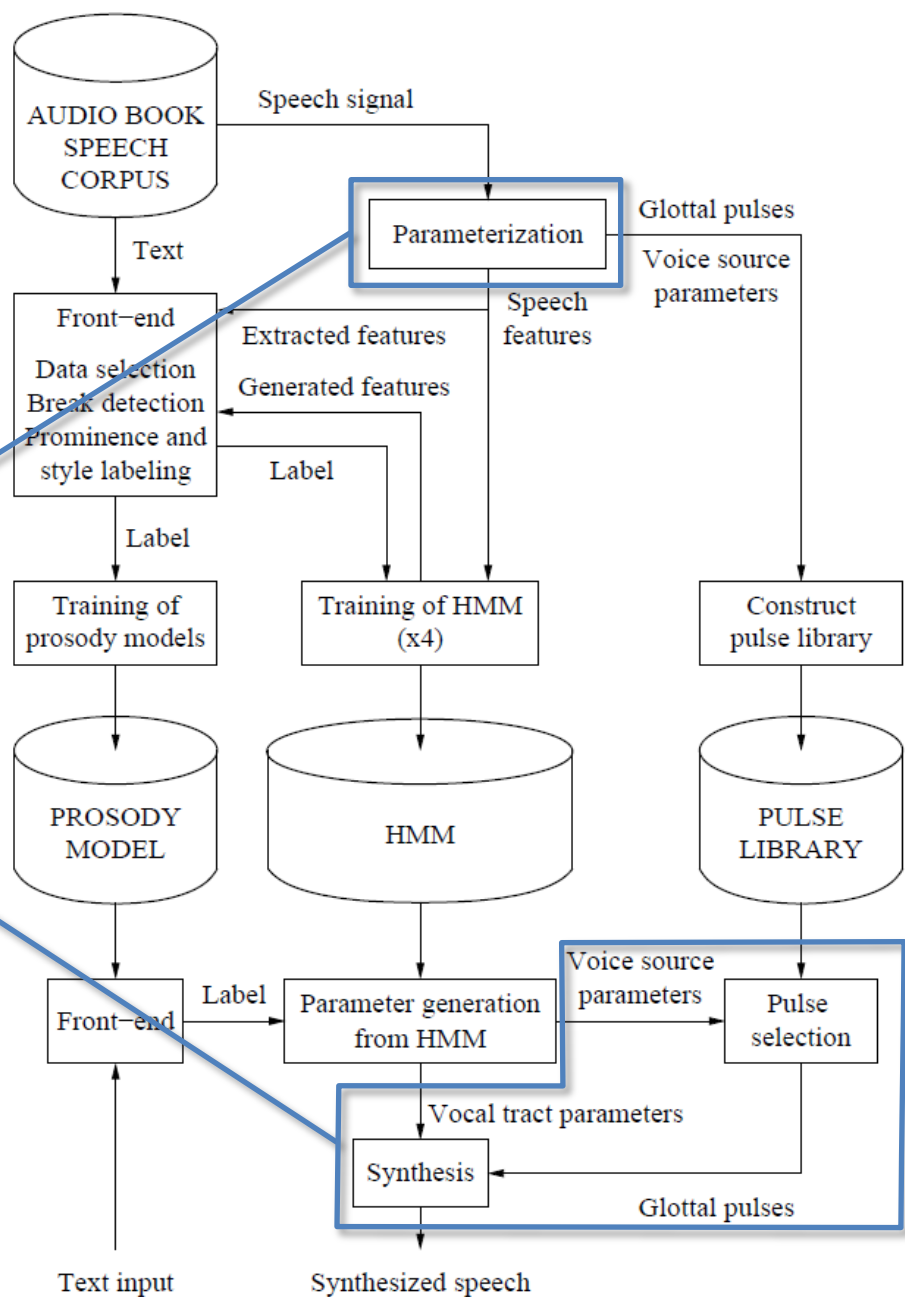 AUDIO BOOK
SPEECH
CORPUS
Speech signal
Parameterization
Glottal pulses
Voice source
parameters
Text
Speech
features
Extracted features
Front−end
Data selection
Break detection
Prominence and
style labeling
Generated features
Label
Label
Training of
prosody models
Training of HMM
(x4)
Construct
pulse library
PROSODY
MODEL
HMM
PULSE
LIBRARY
Front−end
Label
Parameter generation
from HMM
Voice source
parameters
Pulse
selection
Vocal tract parameters
Synthesis
Glottal pulses
Text input
Synthesized speech